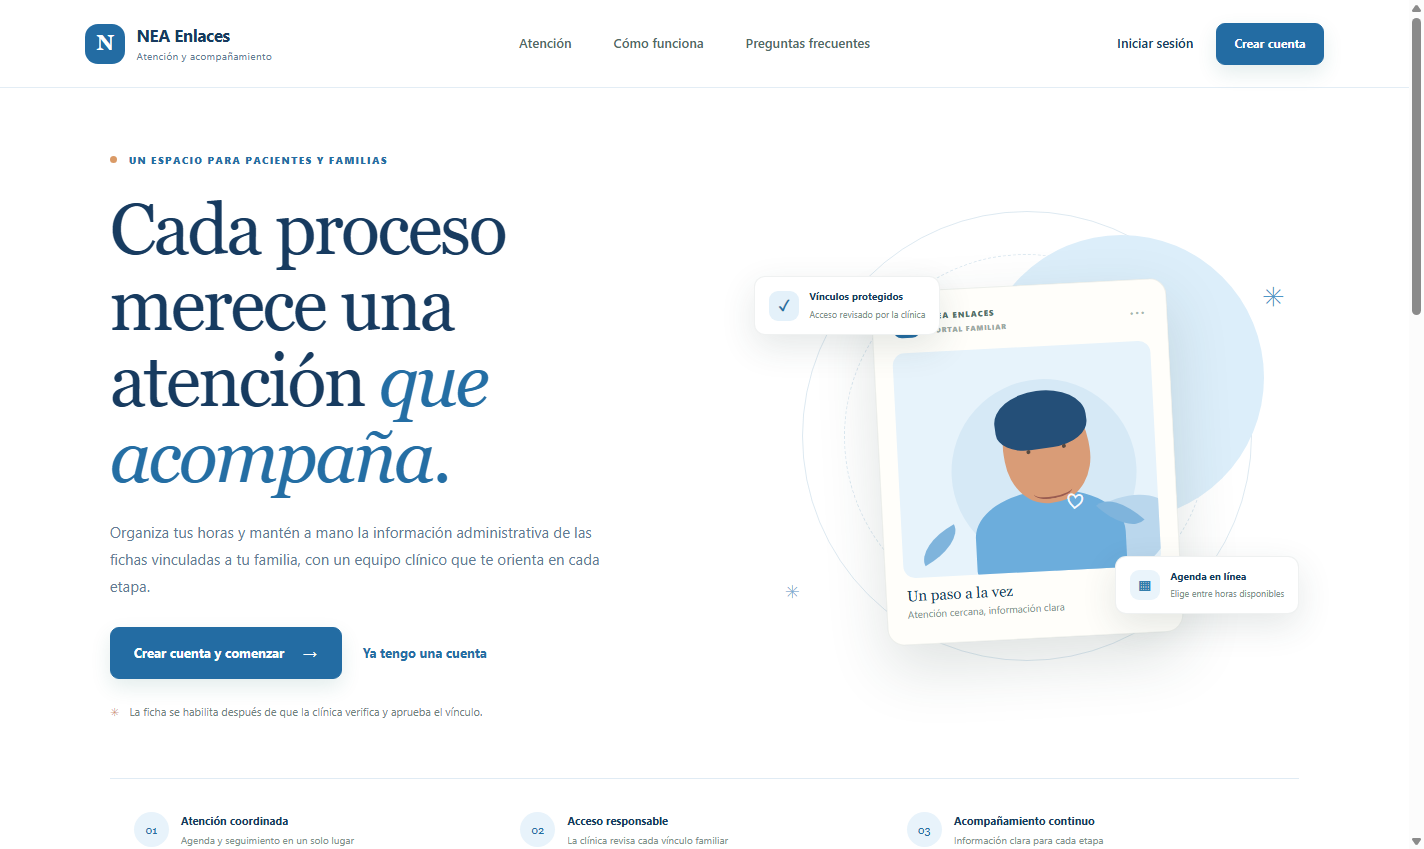 N
NEA Enlaces
Atención y acompañamiento
Atención
Cómo funciona
Preguntas frecuentes
Iniciar sesión
Crear cuenta
UN ESPACIO PARA PACIENTES Y FAMILIAS
Cada proceso
merece una
atención que
acompaña.
Organiza tus horas y mantén a mano la información administrativa de las
fichas vinculadas a tu familia, con un equipo clínico que te orienta en cada
etapa.
Crear cuenta y comenzar →
Ya tengo una cuenta
La ficha se habilita después de que la clínica verifica y aprueba el vínculo.
Vínculos protegidos
Acceso revisado por la clínica
EA ENLACES
ORTAL FAMILIAR
Un paso a la vez
Atención cercana, información clara
Agenda en línea
Elige entre horas disponibles
01
Atención coordinada
Agenda y seguimiento en un solo lugar
02
Acceso responsable
La clínica revisa cada vínculo familiar
03
Acompañamiento continuo
Información clara para cada etapa